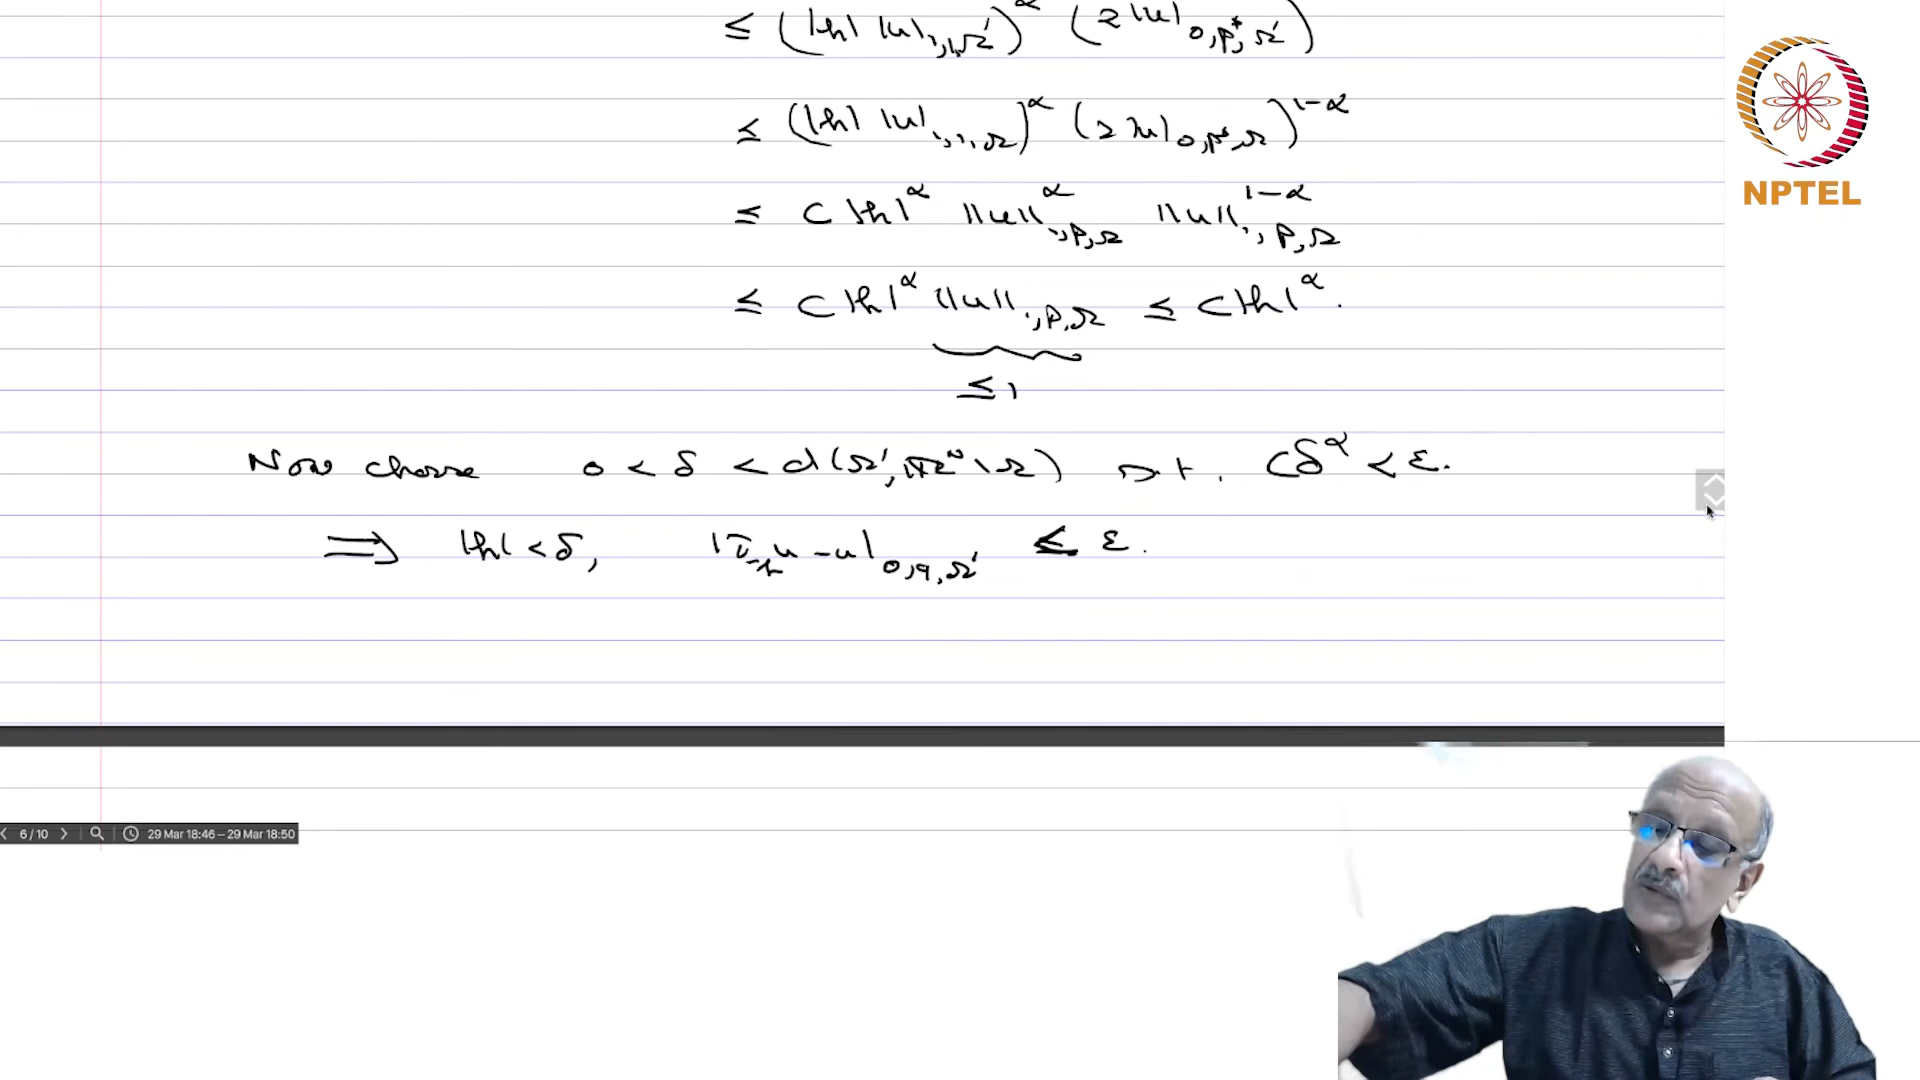 ≤ (|h| |u|_{1,1,Ω'})^α (2|u|_{0,p*,Ω'})
≤ (|h| |u|_{1,1,Ω})^α (2|u|_{0,p*,Ω})^{1-α}
≤ C|h|^α ||u||^α_{1,p,Ω} ||u||^{1-α}_{1,p,Ω}
≤ C|h|^α ||u||_{1,p,Ω} ≤ C|h|^α.
≤ 1
Now choose 0 < δ < d(Ω', ℝ^N \ Ω) s.t. Cδ^α < ε.
⇒ |h| < δ, |τ_{-h}u - u|_{0,q,Ω'} ≤ ε.
NPTEL
6 / 10 29 Mar 18:46 – 29 Mar 18:50